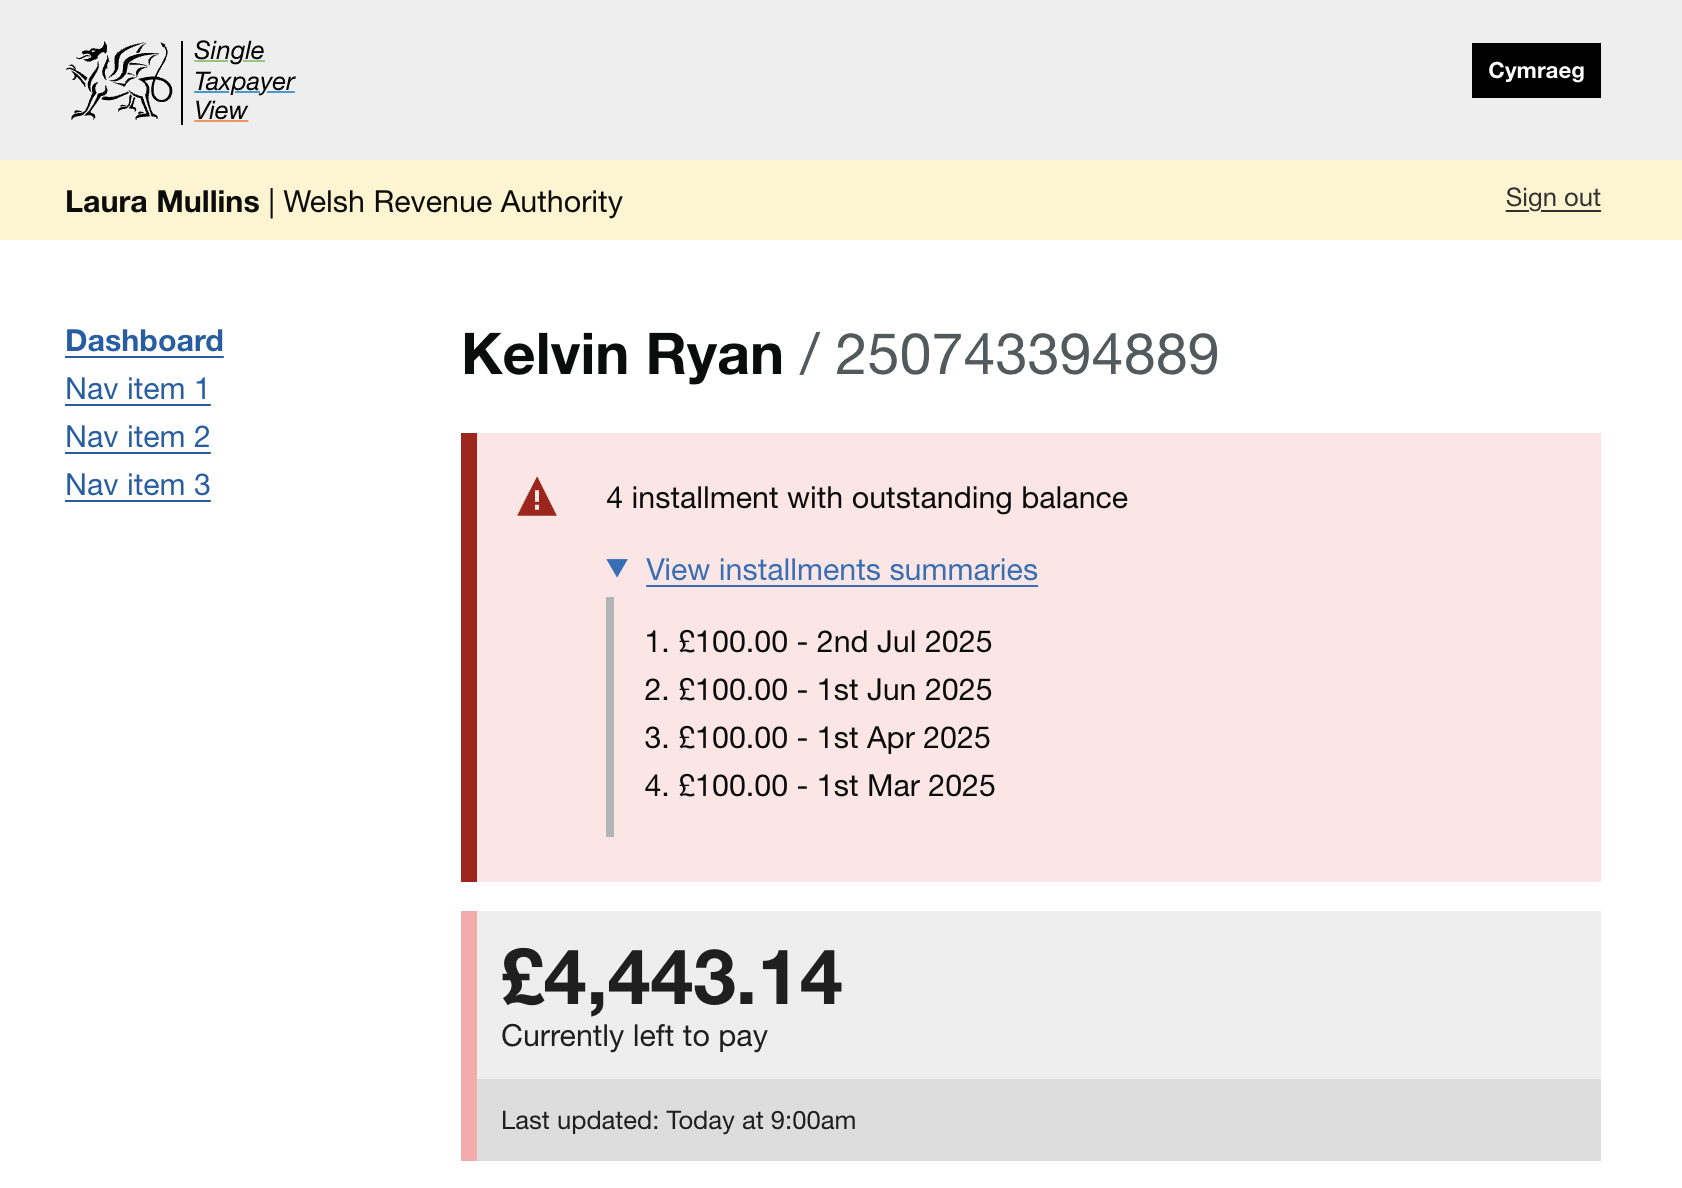 Single
Taxpayer
View
Cymraeg
Laura Mullins | Welsh Revenue Authority
Sign out
Dashboard
Nav item 1
Nav item 2
Nav item 3
Kelvin Ryan / 250743394889
4 installment with outstanding balance
View installments summaries
1. £100.00 - 2nd Jul 2025
2. £100.00 - 1st Jun 2025
3. £100.00 - 1st Apr 2025
4. £100.00 - 1st Mar 2025
£4,443.14
Currently left to pay
Last updated: Today at 9:00am